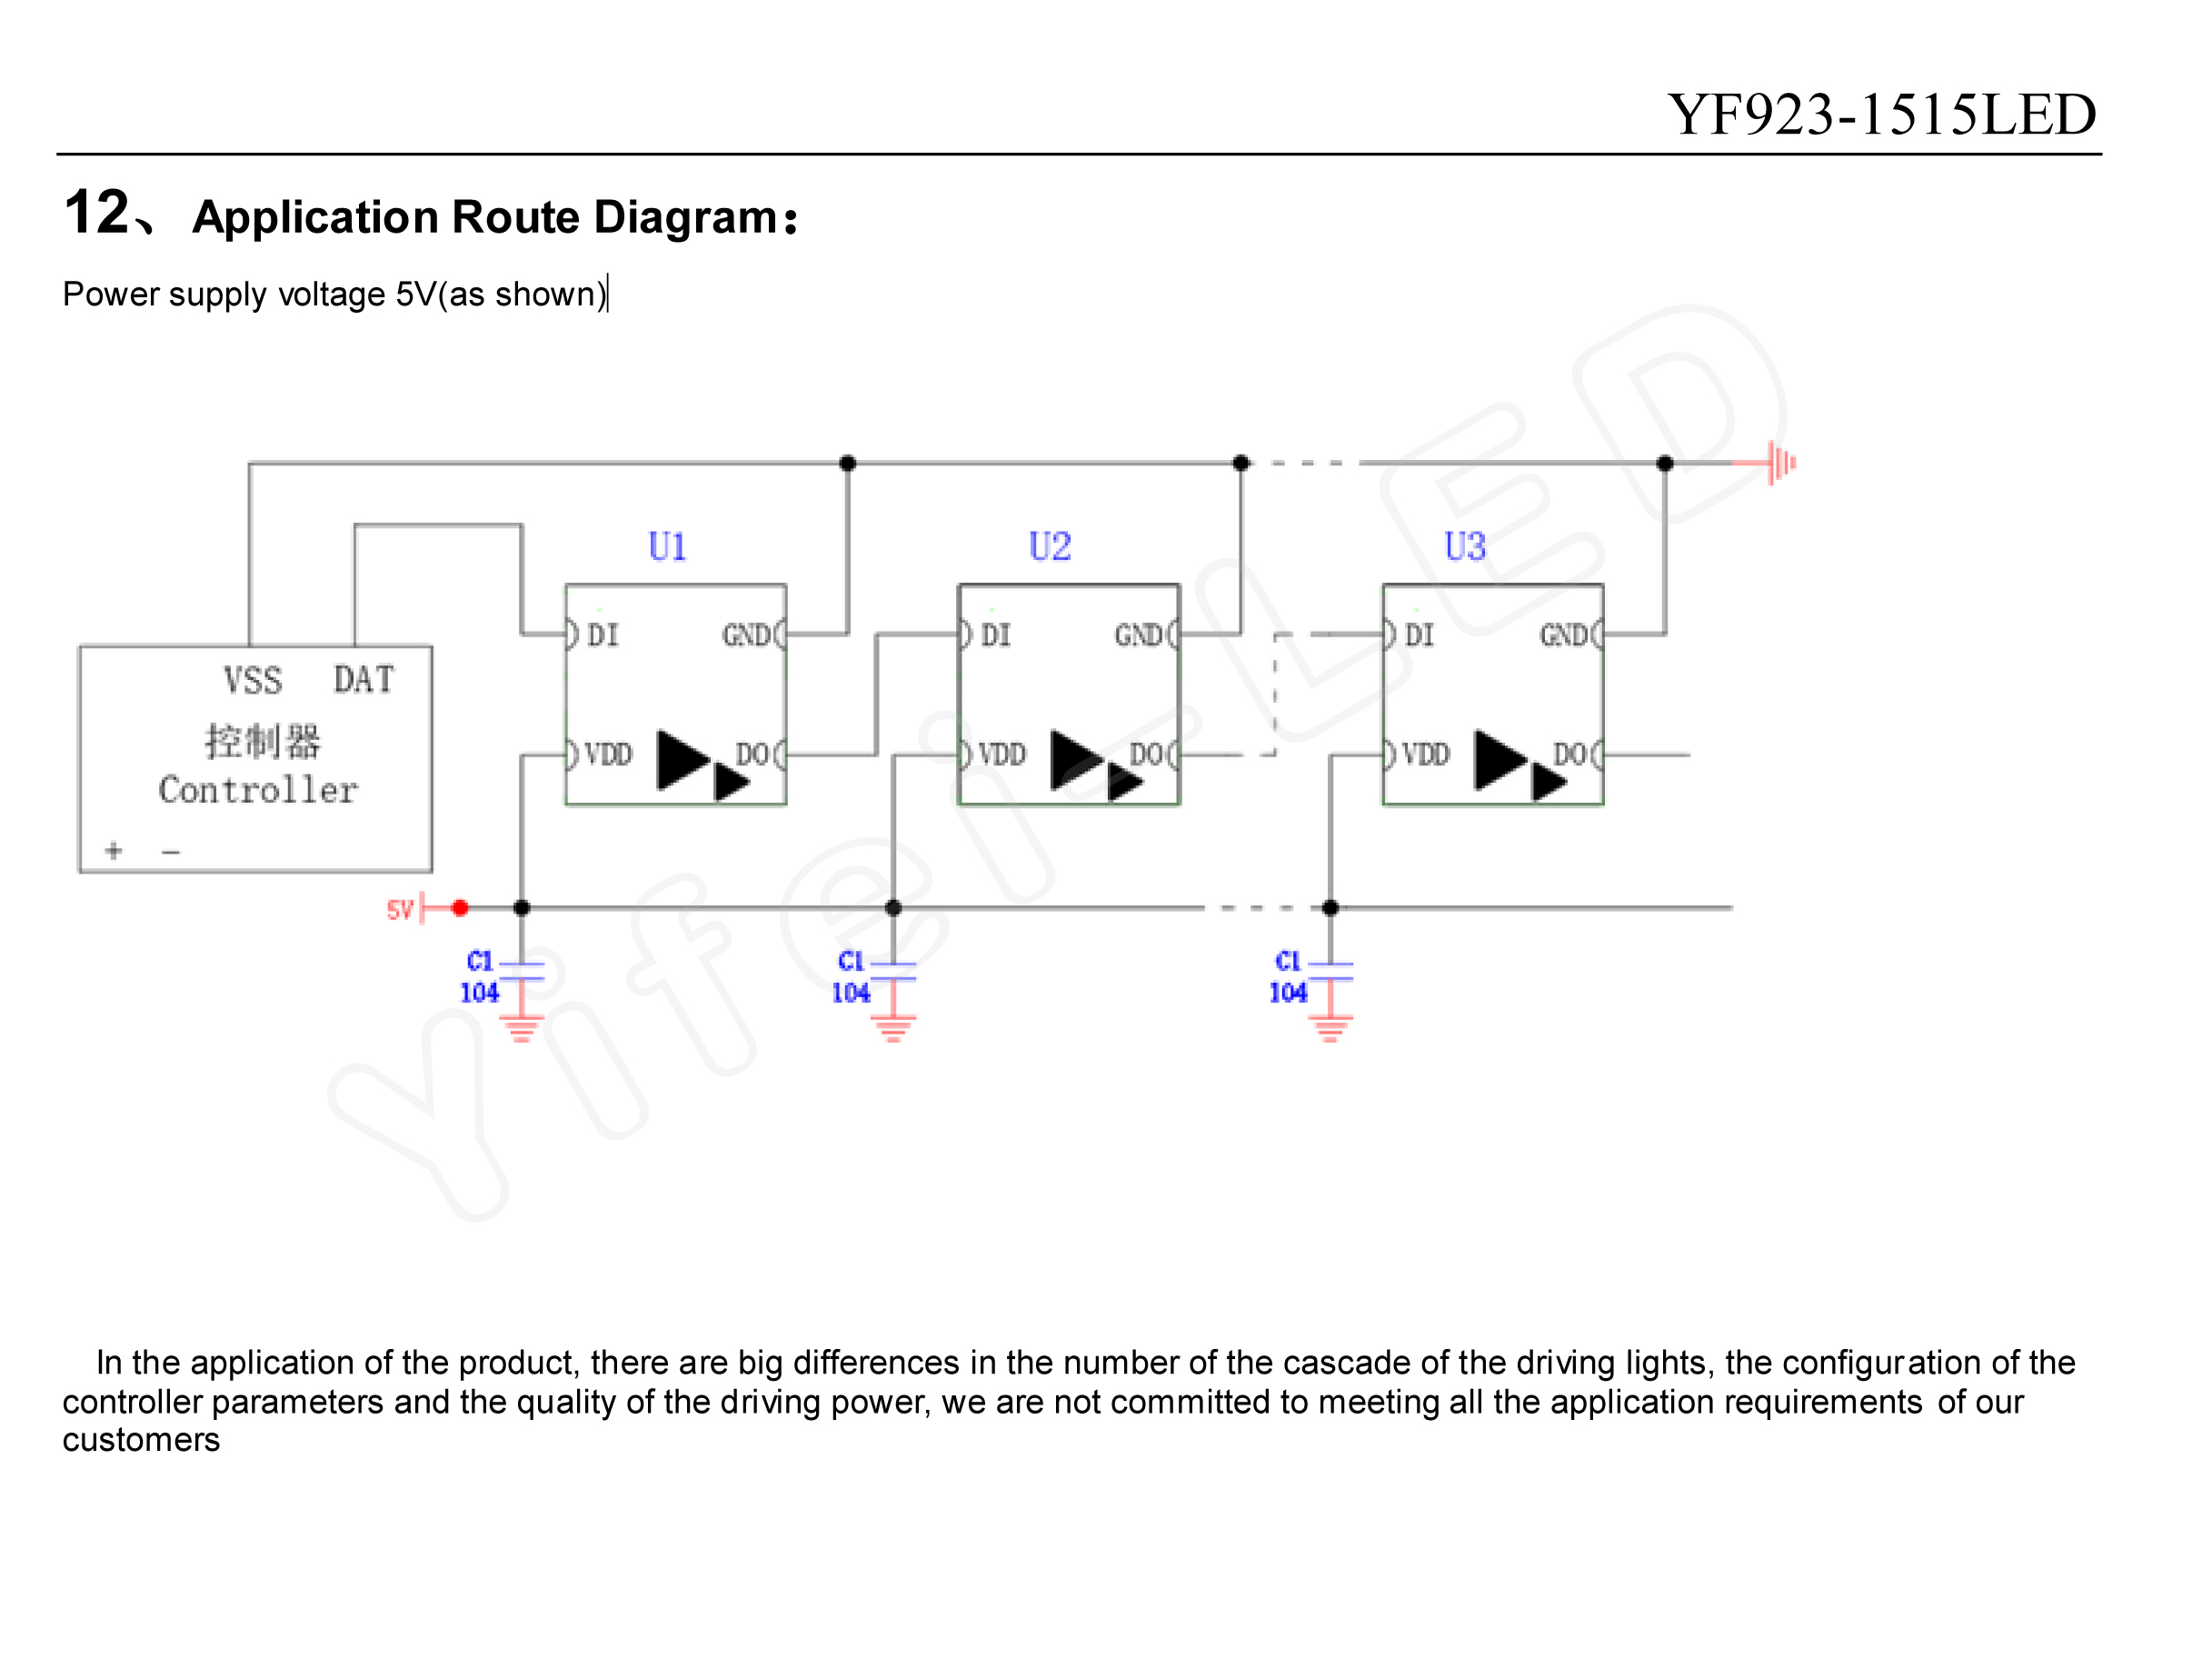 YF923-1515LED
12、 Application Route Diagram：
Power supply voltage 5V(as shown)
U1
U2
U3
DI
GND
DI
GND
DI
GND
VSS
DAT
控制器
Controller
+ －
VDD
DO
VDD
DO
VDD
DO
5V
C1
104
C1
104
C1
104
Yifei-LED
In the application of the product, there are big differences in the number of the cascade of the driving lights, the configuration of the
controller parameters and the quality of the driving power, we are not committed to meeting all the application requirements of our
customers